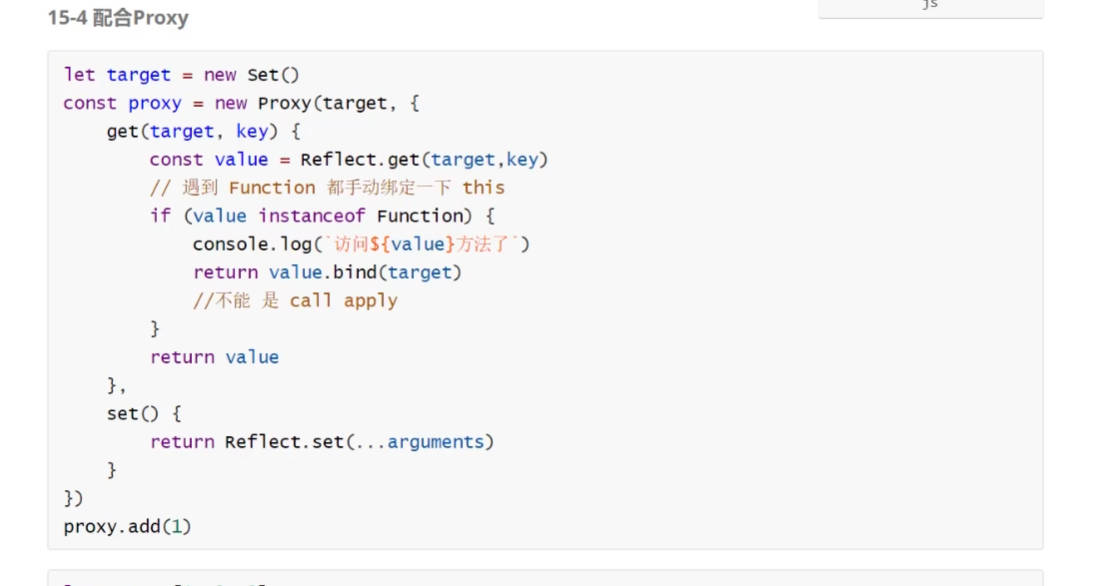 15-4 配合Proxy
js
let target = new Set()
const proxy = new Proxy(target, {
    get(target, key) {
        const value = Reflect.get(target,key)
        // 遇到 Function 都手动绑定一下 this
        if (value instanceof Function) {
            console.log(`访问${value}方法了`)
            return value.bind(target)
            //不能 是 call apply
        }
        return value
    },
    set() {
        return Reflect.set(...arguments)
    }
})
proxy.add(1)